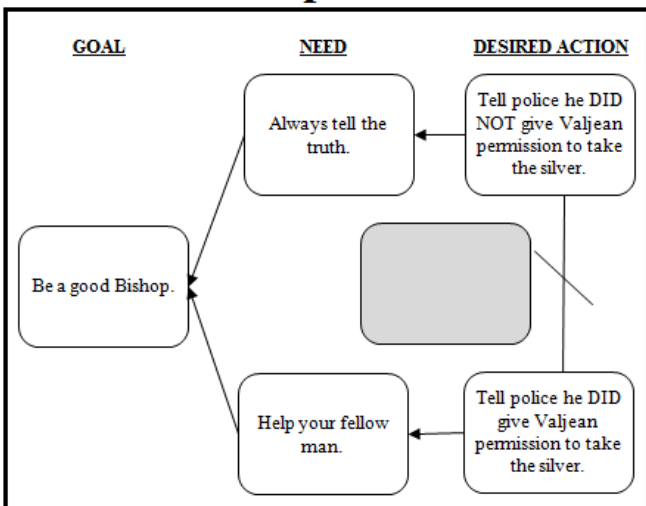 GOAL
NEED
DESIRED ACTION
Always tell the
truth.
Tell police he DID
NOT give Valjean
permission to take
the silver.
Be a good Bishop.
Help your fellow
man.
Tell police he DID
give Valjean
permission to take
the silver.